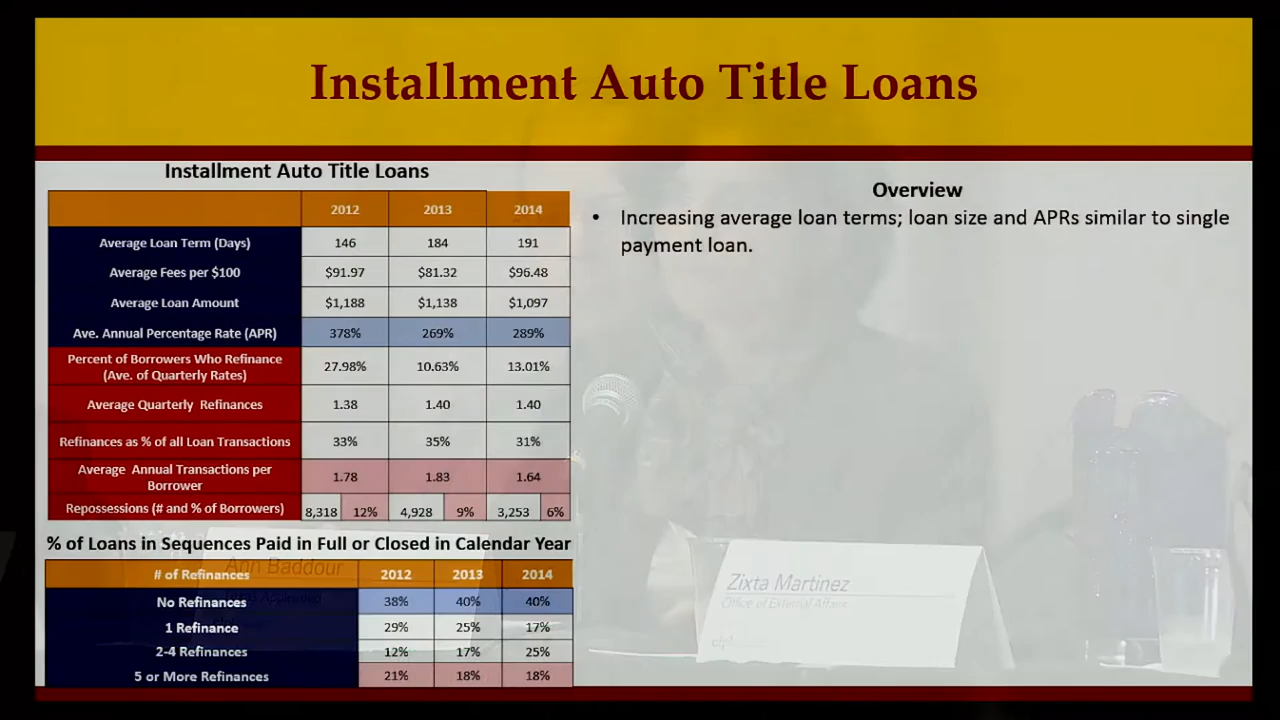 Installment Auto Title Loans
Installment Auto Title Loans
2012 2013 2014
Average Loan Term (Days) 146 184 191
Average Fees per $100 $91.97 $81.32 $96.48
Average Loan Amount $1,188 $1,138 $1,097
Ave. Annual Percentage Rate (APR) 378% 269% 289%
Percent of Borrowers Who Refinance
(Ave. of Quarterly Rates) 27.98% 10.63% 13.01%
Average Quarterly Refinances 1.38 1.40 1.40
Refinances as % of all Loan Transactions 33% 35% 31%
Average Annual Transactions per
Borrower 1.78 1.83 1.64
Repossessions (# and % of Borrowers) 8,318 12% 4,928 9% 3,253 6%
% of Loans in Sequences Paid in Full or Closed in Calendar Year
# of Refinances 2012 2013 2014
No Refinances 38% 40% 40%
1 Refinance 29% 25% 17%
2-4 Refinances 12% 17% 25%
5 or More Refinances 21% 18% 18%
Overview
• Increasing average loan terms; loan size and APRs similar to single
payment loan.
Ann Baddour
Zixta Martinez
Office of External Affairs